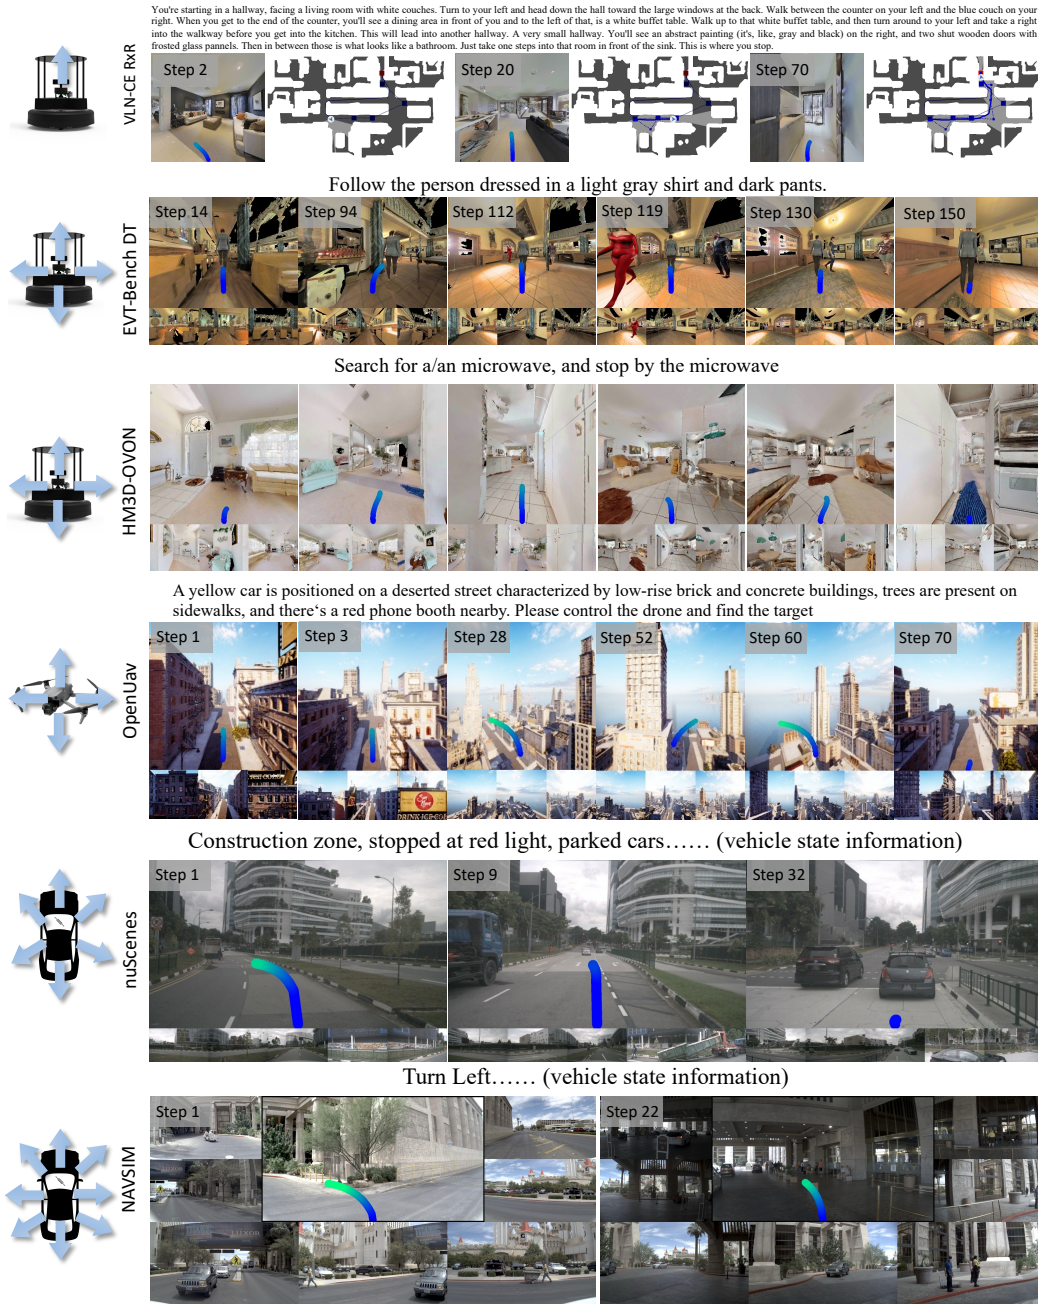 You're starting in a hallway, facing a living room with white couches. Turn to your left and head down the hall toward the large windows at the back. Walk between the counter on your left and the blue couch on your
right. When you get to the end of the counter, you'll see a dining area in front of you and to the left of that, is a white buffet table. Walk up to that white buffet table, and then turn around to your left and take a right
into the walkway before you get into the kitchen. This will lead into another hallway. A very small hallway. You'll see an abstract painting (it's, like, gray and black) on the right, and two shut wooden doors with
frosted glass pannels. Then in between those is what looks like a bathroom. Just take one steps into that room in front of the sink. This is where you stop.
VLN-CE RxR
Step 2
Step 20
Step 70
Follow the person dressed in a light gray shirt and dark pants.
EVT-Bench DT
Step 14
Step 94
Step 112
Step 119
Step 130
Step 150
Search for a/an microwave, and stop by the microwave
HM3D-OVON
A yellow car is positioned on a deserted street characterized by low-rise brick and concrete buildings, trees are present on
sidewalks, and there‘s a red phone booth nearby. Please control the drone and find the target
OpenUav
Step 1
Step 3
Step 28
Step 52
Step 60
Step 70
DRINK ICE-CO
Construction zone, stopped at red light, parked cars…… (vehicle state information)
nuScenes
Step 1
Step 9
Step 32
Turn Left…… (vehicle state information)
NAVSIM
Step 1
Step 22